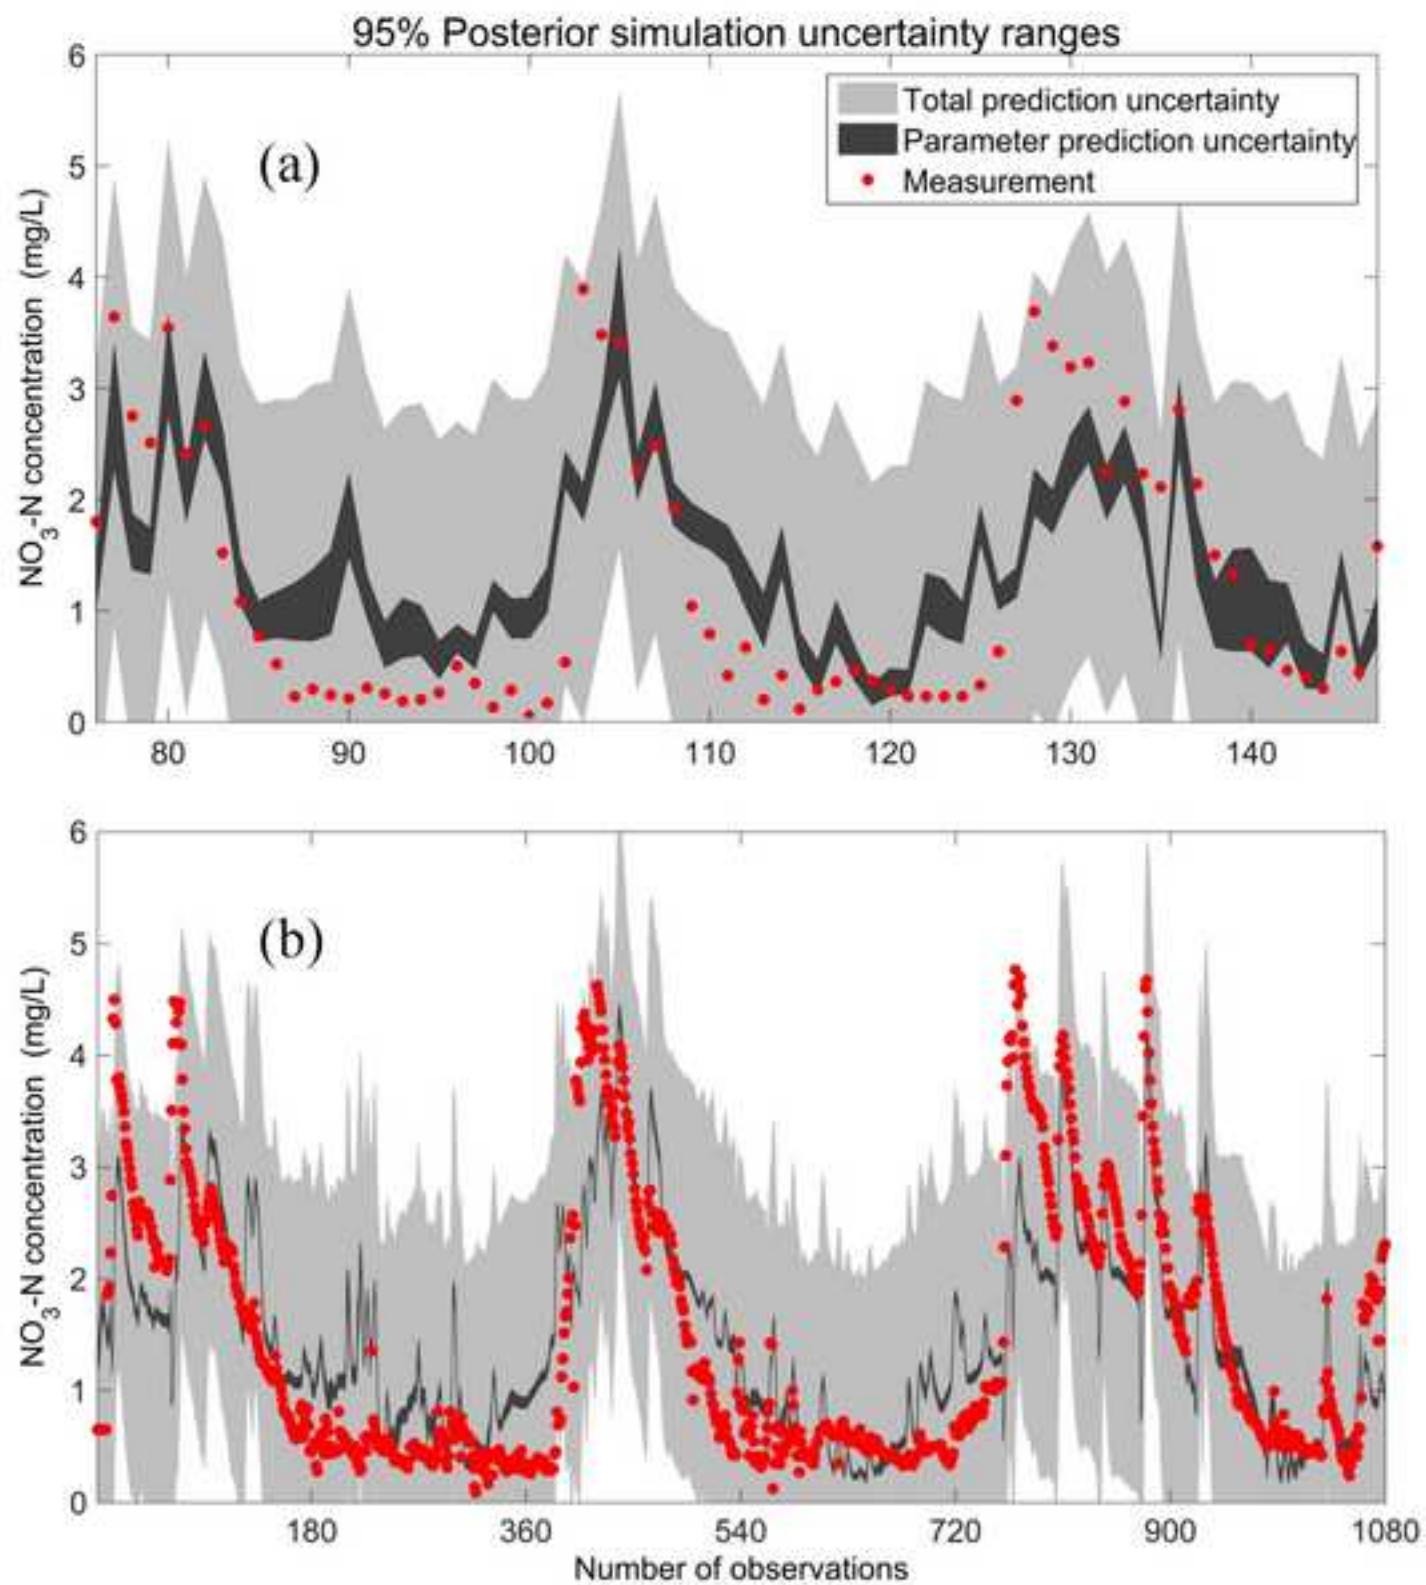 95% Posterior simulation uncertainty ranges
6
5
4
3
2
1
0
NO3-N concentration (mg/L)
(a)
Total prediction uncertainty
Parameter prediction uncertainty
Measurement
80 90 100 110 120 130 140
6
5
4
3
2
1
0
NO3-N concentration (mg/L)
(b)
180 360 540 720 900 1080
Number of observations